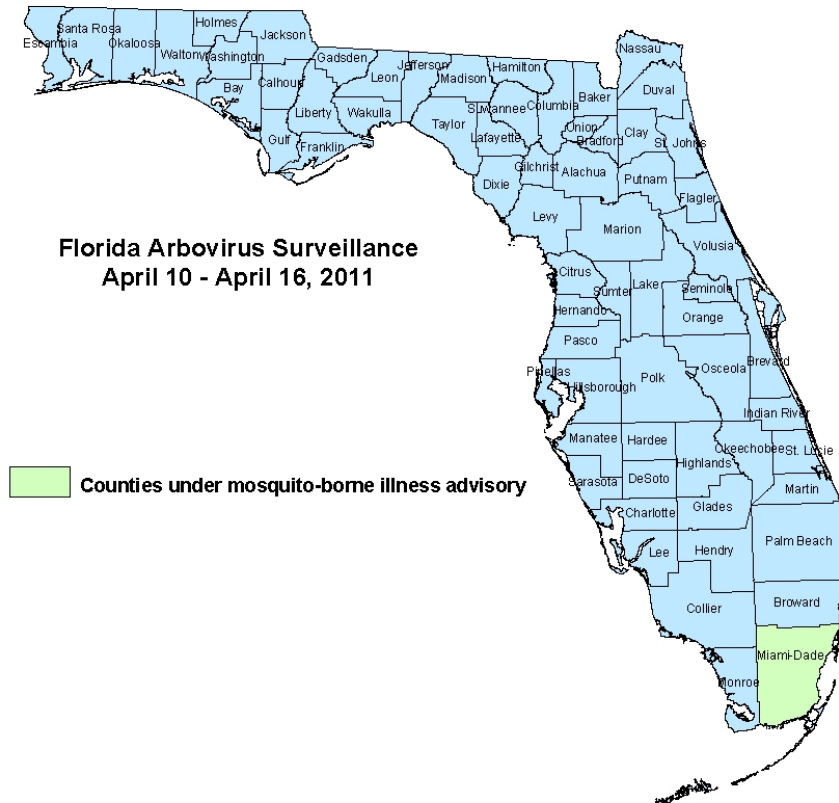 Holmes
Santa Rosa
Jackson
Escambia
Okaloosa
Walton
Washington
Gadsden
Jefferson
Hamilton
Nassau
Leon
Madison
Calhoun
Bay
Baker
Duval
Suwannee
Columbia
Liberty
Wakulla
Taylor
Union
Clay
Lafayette
Bradford
St. Johns
Gulf
Franklin
Gilchrist
Alachua
Putnam
Dixie
Flagler
Levy
Marion
Florida Arbovirus Surveillance
April 10 - April 16, 2011
Volusia
Citrus
Sumter
Lake
Seminole
Hernando
Orange
Pasco
Brevard
Osceola
Pinellas
Hillsborough
Polk
Indian River
Manatee
Hardee
Okeechobee
St. Lucie
Highlands
Counties under mosquito-borne illness advisory
Sarasota
DeSoto
Martin
Charlotte
Glades
Palm Beach
Lee
Hendry
Collier
Broward
Miami-Dade
Monroe